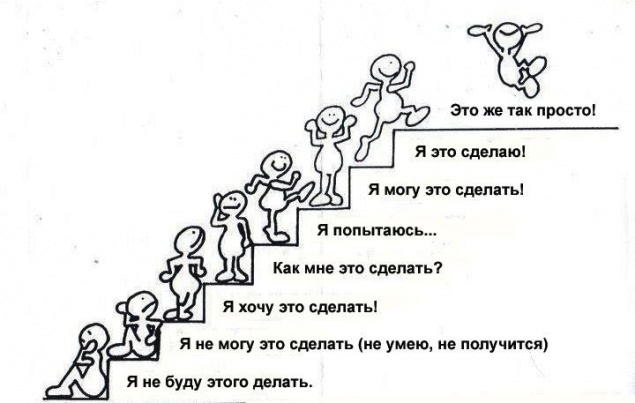 Это же так просто!
Я это сделаю!
Я могу это сделать!
Я попытаюсь...
Как мне это сделать?
Я хочу это сделать!
Я не могу это сделать (не умею, не получится)
Я не буду этого делать.